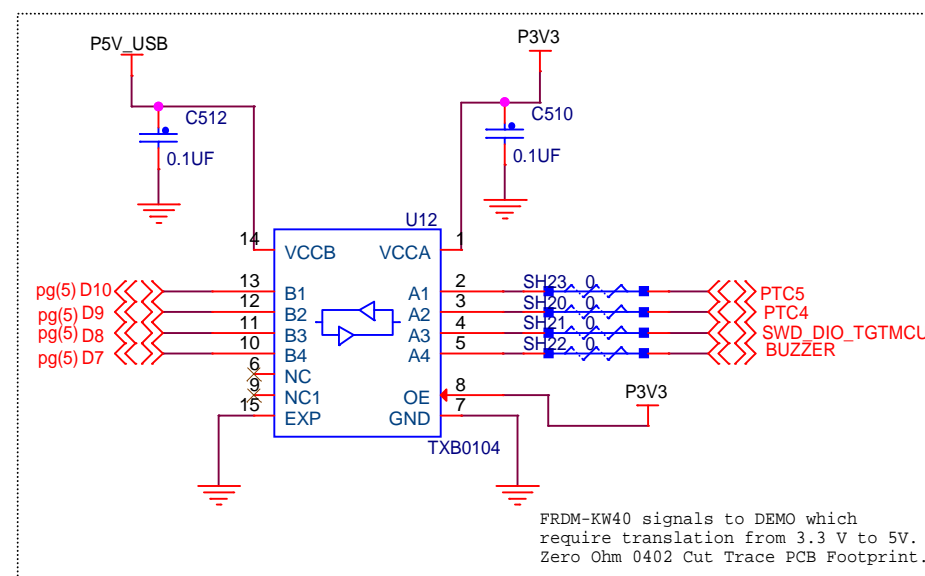 P5V_USB
P3V3
C512
C510
0.1UF
0.1UF
U12
14
VCCB
VCCA
1
pg(5) D10
13
B1
A1
2
SH23
0
PTC5
pg(5) D9
12
B2
A2
3
SH20
0
PTC4
pg(5) D8
11
B3
A3
4
SH21
0
SWD_DIO_TGTMCU
pg(5) D7
10
B4
A4
5
SH22
0
BUZZER
6
NC
9
NC1
OE
8
P3V3
15
EXP
GND
7
TXB0104
FRDM-KW40 signals to DEMO which
require translation from 3.3 V to 5V.
Zero Ohm 0402 Cut Trace PCB Footprint.